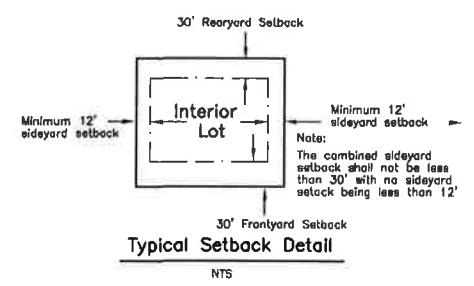 30' Rearyard Setback
Interior
Lot
Minimum 12'
sideyard setback
Minimum 12'
sideyard setback
Note:
The combined sideyard
setback shall not be less
than 30' with no sideyard
setack being less than 12'
30' Frontyard Setback
Typical Setback Detail
NTS